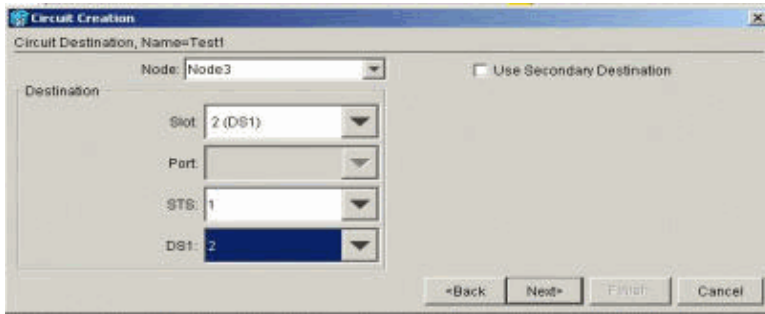 Circuit Creation
Circuit Destination, Name=Test1
Node: Node3
Use Secondary Destination
Destination
Slot: 2 (DS1)
Port:
STS: 1
DS1: 2
<Back Next> Finish Cancel